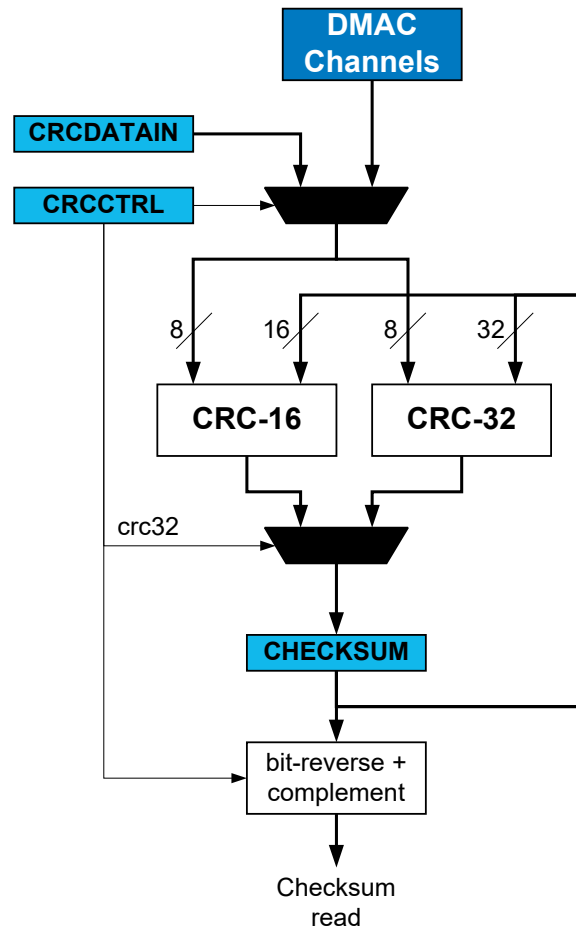 DMAC
Channels
CRCDATAIN
CRCCTRL
8
16
8
32
CRC-16
CRC-32
crc32
CHECKSUM
bit-reverse +
complement
Checksum
read